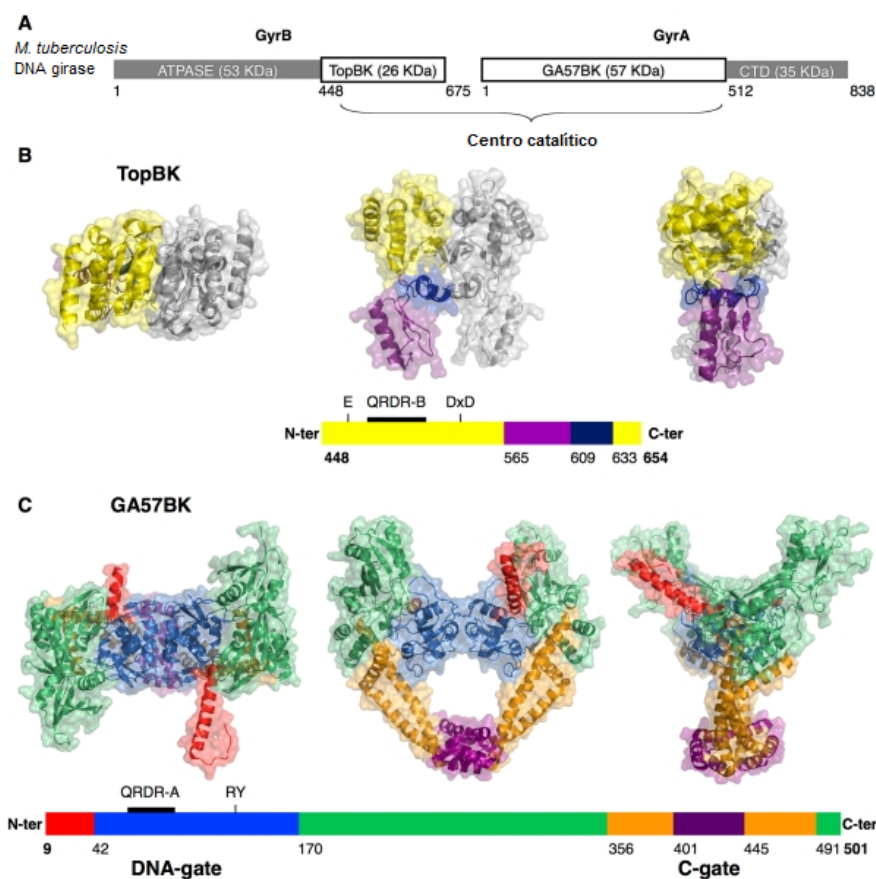 A
GyrB GyrA
M. tuberculosis
DNA girase
ATPASE (53 KDa) TopBK (26 KDa) GA57BK (57 KDa) CTD (35 KDa)
1 448 675 1 512 838
Centro catalítico
B
TopBK
E QRDR-B DxD
N-ter C-ter
448 565 609 633 654
C
GA57BK
QRDR-A RY
N-ter C-ter
9 42 170 356 401 445 491 501
DNA-gate C-gate